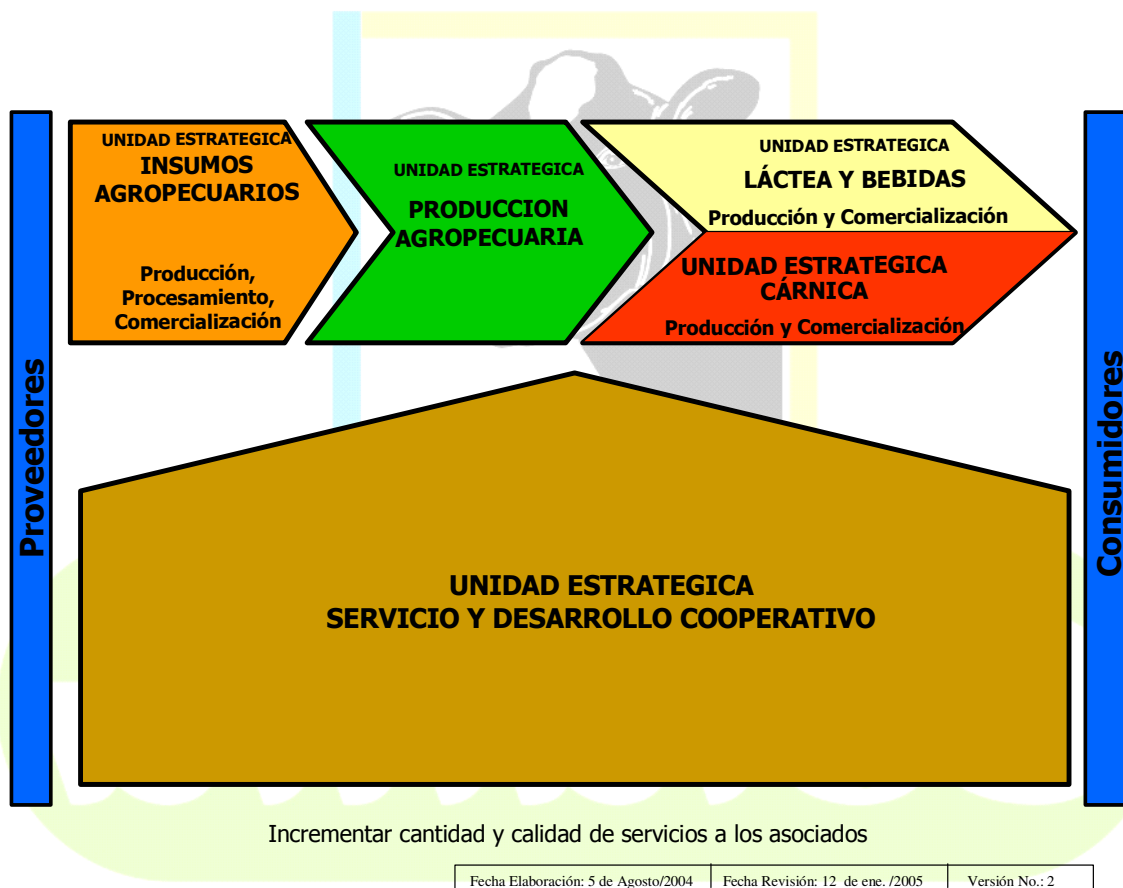 Proveedores
UNIDAD ESTRATEGICA
INSUMOS
AGROPECUARIOS
Producción,
Procesamiento,
Comercialización
UNIDAD ESTRATEGICA
PRODUCCION
AGROPECUARIA
UNIDAD ESTRATEGICA
LÁCTEA Y BEBIDAS
Producción y Comercialización
UNIDAD ESTRATEGICA
CÁRNICA
Producción y Comercialización
Consumidores
UNIDAD ESTRATEGICA
SERVICIO Y DESARROLLO COOPERATIVO
Incrementar cantidad y calidad de servicios a los asociados
Fecha Elaboración: 5 de Agosto/2004 Fecha Revisión: 12 de ene. /2005 Versión No.: 2